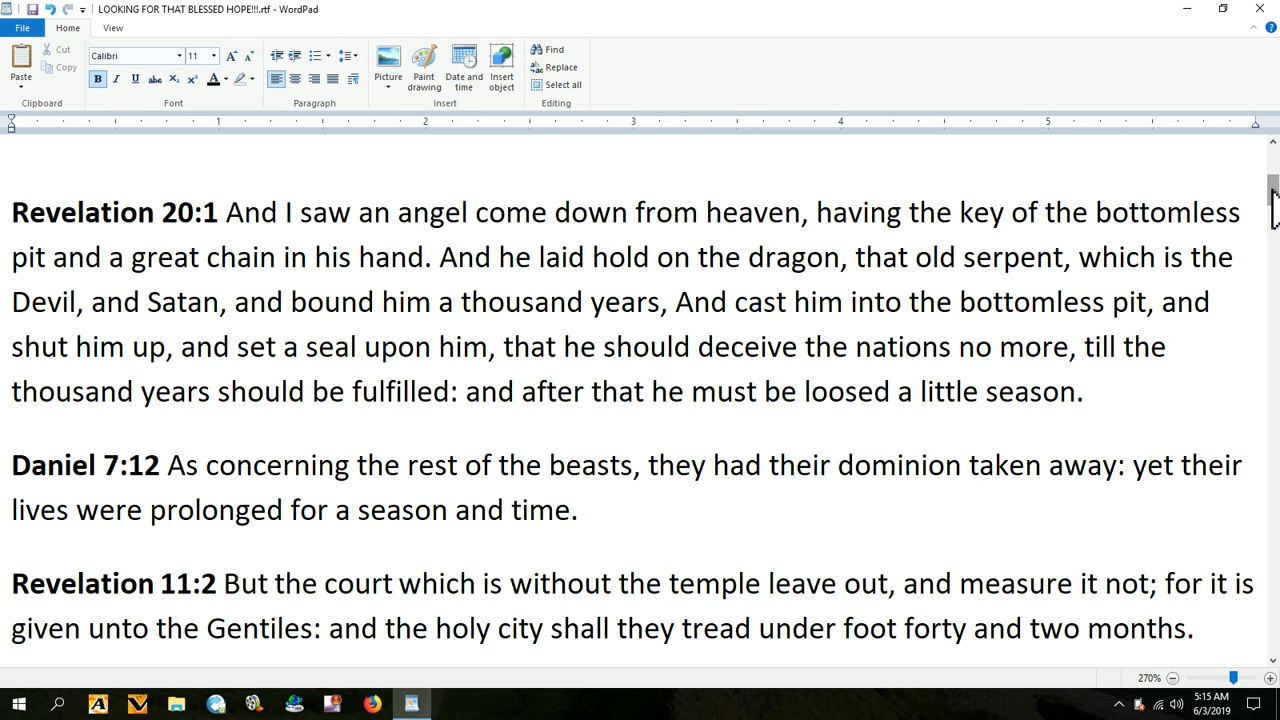 LOOKING FOR THAT BLESSED HOPE!!!.rtf - WordPad
File Home View
Paste
Cut
Copy
Clipboard
Calibri 11
B I U abc X₂ X² A
Font
Paragraph
Picture
Paint drawing
Date and time
Insert object
Insert
Find
Replace
Select all
Editing
1 2 3 4 5
Revelation 20:1 And I saw an angel come down from heaven, having the key of the bottomless
pit and a great chain in his hand. And he laid hold on the dragon, that old serpent, which is the
Devil, and Satan, and bound him a thousand years, And cast him into the bottomless pit, and
shut him up, and set a seal upon him, that he should deceive the nations no more, till the
thousand years should be fulfilled: and after that he must be loosed a little season.
Daniel 7:12 As concerning the rest of the beasts, they had their dominion taken away: yet their
lives were prolonged for a season and time.
Revelation 11:2 But the court which is without the temple leave out, and measure it not; for it is
given unto the Gentiles: and the holy city shall they tread under foot forty and two months.
270%
5:15 AM
6/3/2019